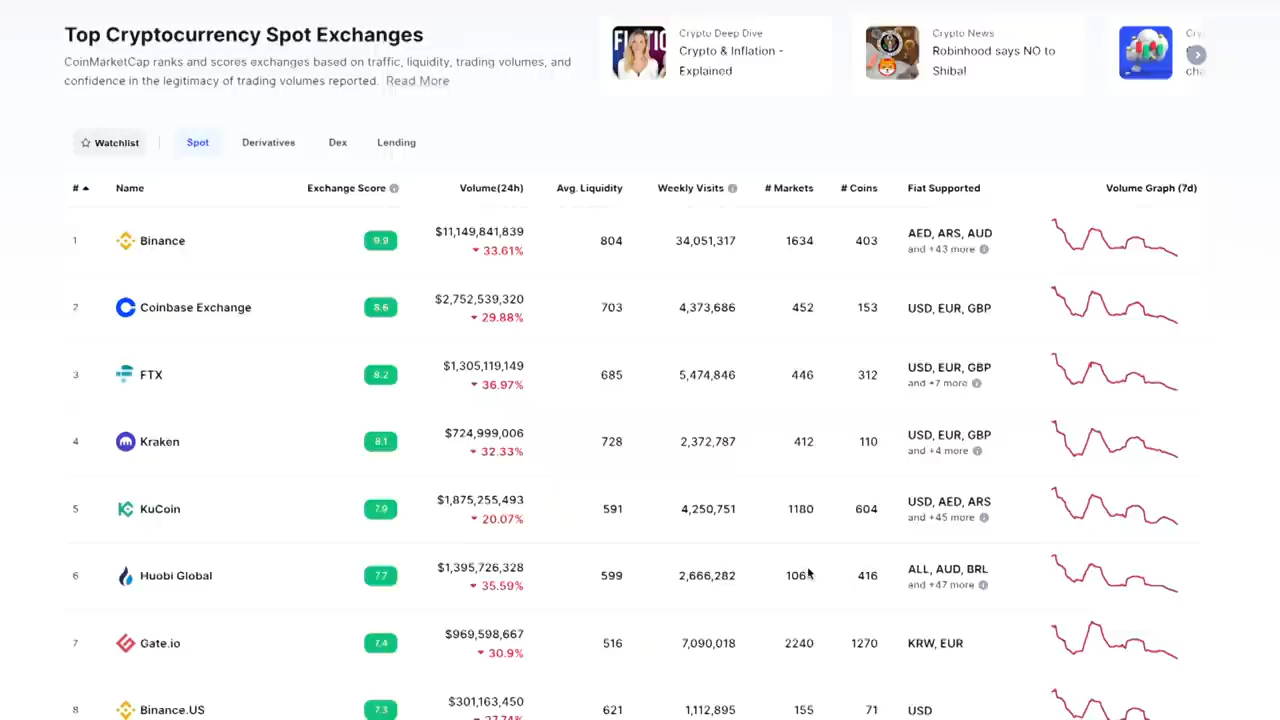 Top Cryptocurrency Spot Exchanges
CoinMarketCap ranks and scores exchanges based on traffic, liquidity, trading volumes, and
confidence in the legitimacy of trading volumes reported. Read More
Crypto Deep Dive
Crypto & Inflation -
Explained
Crypto News
Robinhood says NO to
Shiba!
Watchlist
Spot
Derivatives
Dex
Lending
# Name Exchange Score Volume(24h) Avg. Liquidity Weekly Visits # Markets # Coins Fiat Supported Volume Graph (7d)
1 Binance 9.9 $11,149,841,839 804 34,051,317 1634 403 AED, ARS, AUD
33.61% and +43 more
2 Coinbase Exchange 8.6 $2,752,539,320 703 4,373,686 452 153 USD, EUR, GBP
29.88%
3 FTX 8.2 $1,305,119,149 685 5,474,846 446 312 USD, EUR, GBP
36.97% and +7 more
4 Kraken 8.1 $724,999,006 728 2,372,787 412 110 USD, EUR, GBP
32.33% and +4 more
5 KuCoin 7.9 $1,875,255,493 591 4,250,751 1180 604 USD, AED, ARS
20.07% and +45 more
6 Huobi Global 7.7 $1,395,726,328 599 2,666,282 416 ALL, AUD, BRL
35.59% and +47 more
7 Gate.io 7.4 $969,598,667 516 7,090,018 2240 1270 KRW, EUR
30.9%
8 Binance.US 7.3 $301,163,450 621 1,112,895 155 71 USD